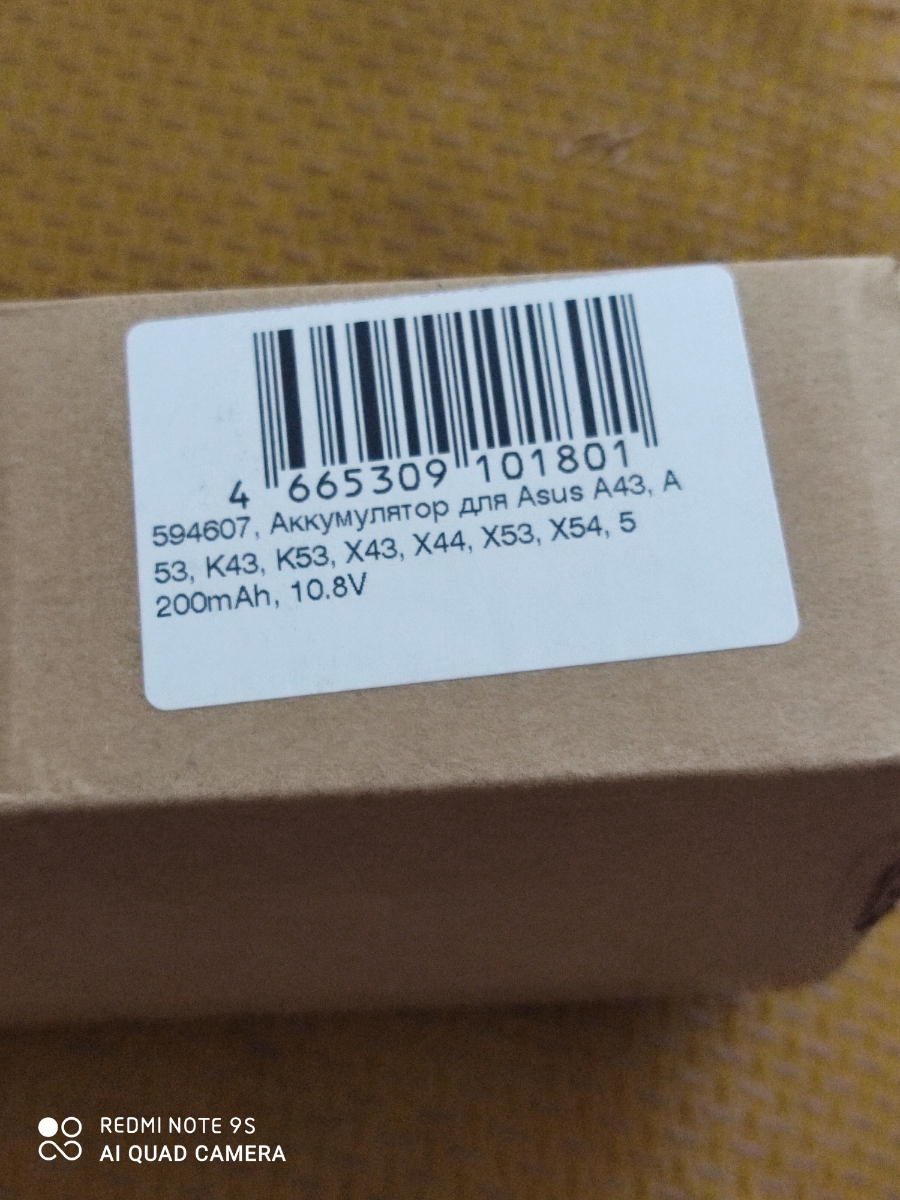 4 665309 101801
594607, Аккумулятор для Asus A43, A
53, K43, K53, X43, X44, X53, X54, 5
200mAh, 10.8V
REDMI NOTE 9S
AI QUAD CAMERA